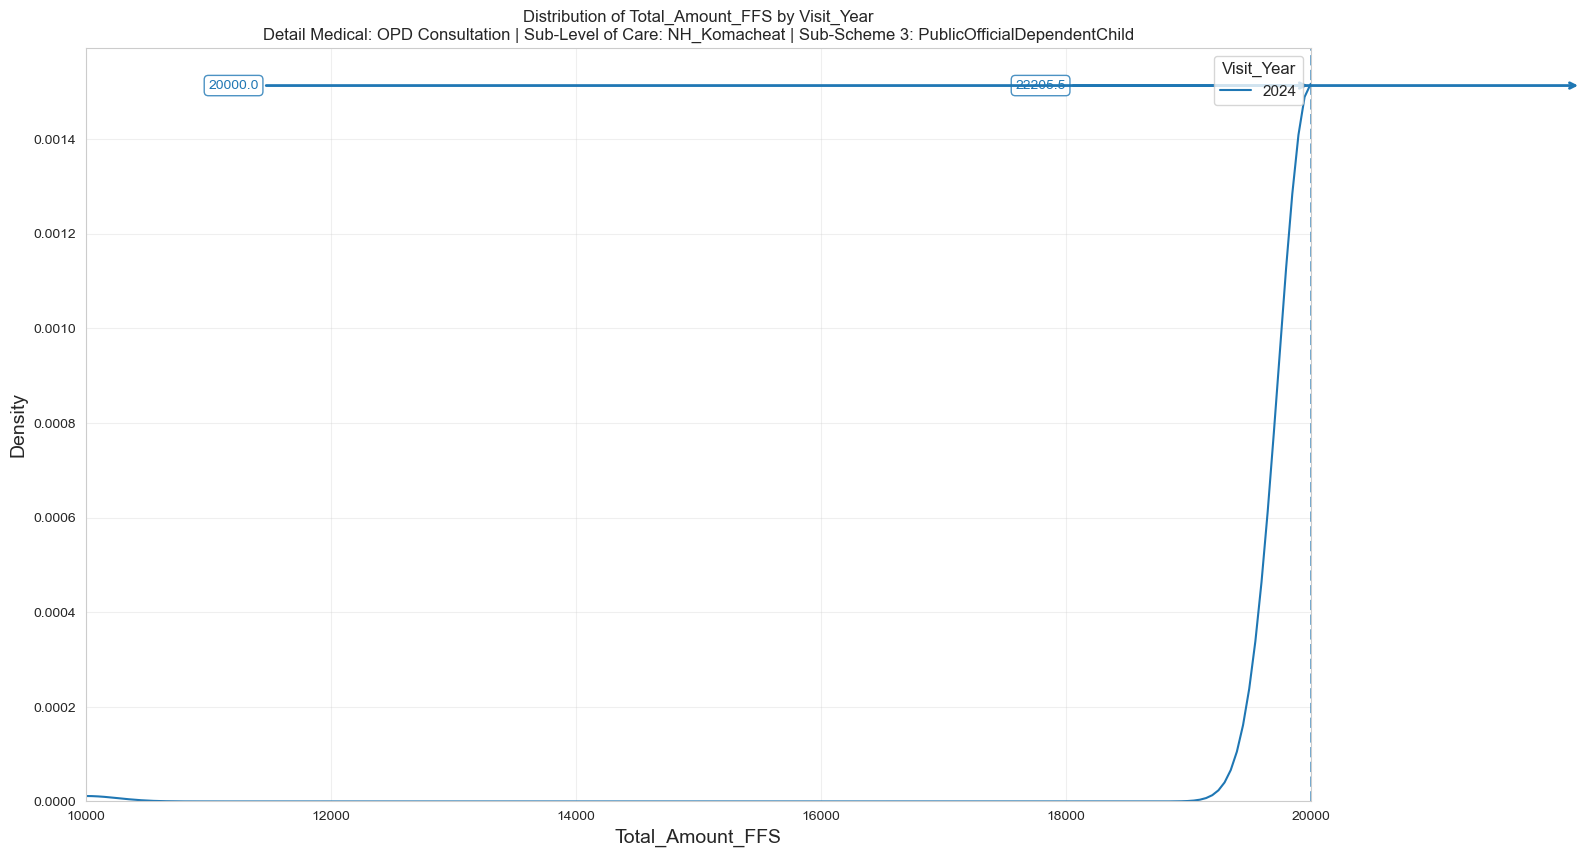 Distribution of Total_Amount_FFS by Visit_Year
Detail Medical: OPD Consultation | Sub-Level of Care: NH_Komacheat | Sub-Scheme 3: PublicOfficialDependentChild
20000.0
22205.5
Visit_Year
2024
0.0014
0.0012
0.0010
0.0008
0.0006
0.0004
0.0002
0.0000
Density
10000 12000 14000 16000 18000 20000
Total_Amount_FFS